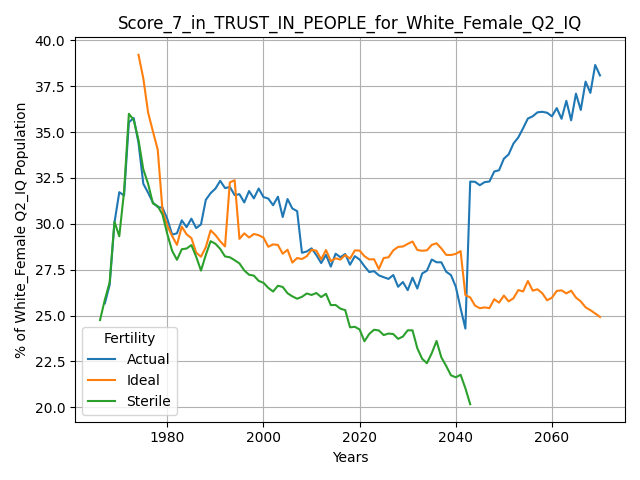 Score_7_in_TRUST_IN_PEOPLE_for_White_Female_Q2_IQ
% of White_Female Q2_IQ Population
40.0
37.5
35.0
32.5
30.0
27.5
25.0
22.5
20.0
Fertility
Actual
Ideal
Sterile
1980
2000
2020
2040
2060
Years